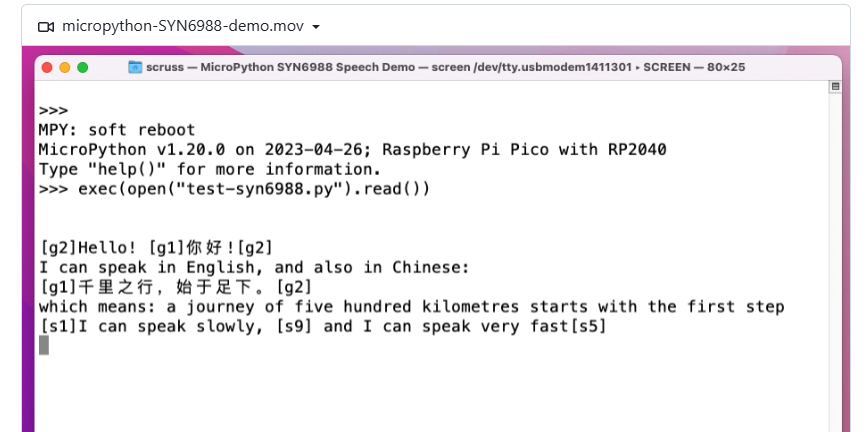 micropython-SYN6988-demo.mov
scruss — MicroPython SYN6988 Speech Demo — screen /dev/tty.usbmodem1411301 ▸ SCREEN — 80×25
>>>
MPY: soft reboot
MicroPython v1.20.0 on 2023-04-26; Raspberry Pi Pico with RP2040
Type "help()" for more information.
>>> exec(open("test-syn6988.py").read())
[g2]Hello! [g1]你好![g2]
I can speak in English, and also in Chinese:
[g1]千里之行，始于足下。[g2]
which means: a journey of five hundred kilometres starts with the first step
[s1]I can speak slowly, [s9] and I can speak very fast[s5]